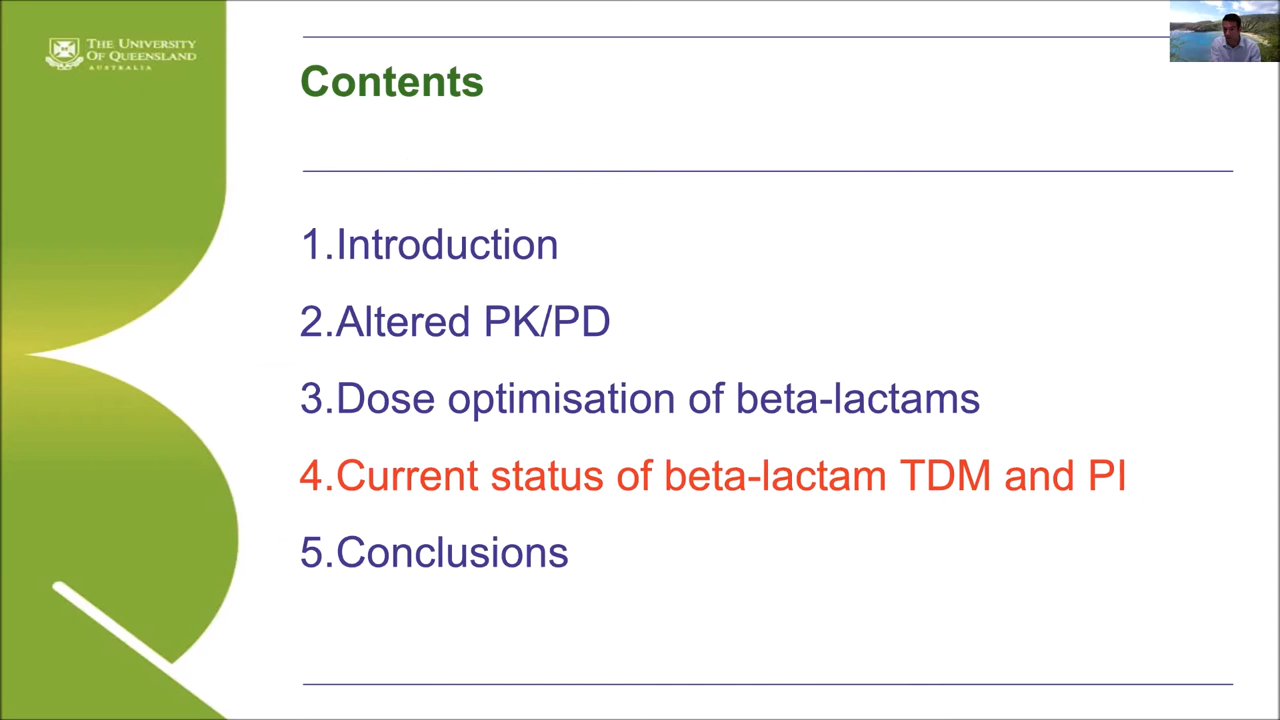 THE UNIVERSITY
OF QUEENSLAND
AUSTRALIA
Contents
1.Introduction
2.Altered PK/PD
3.Dose optimisation of beta-lactams
4.Current status of beta-lactam TDM and PI
5.Conclusions